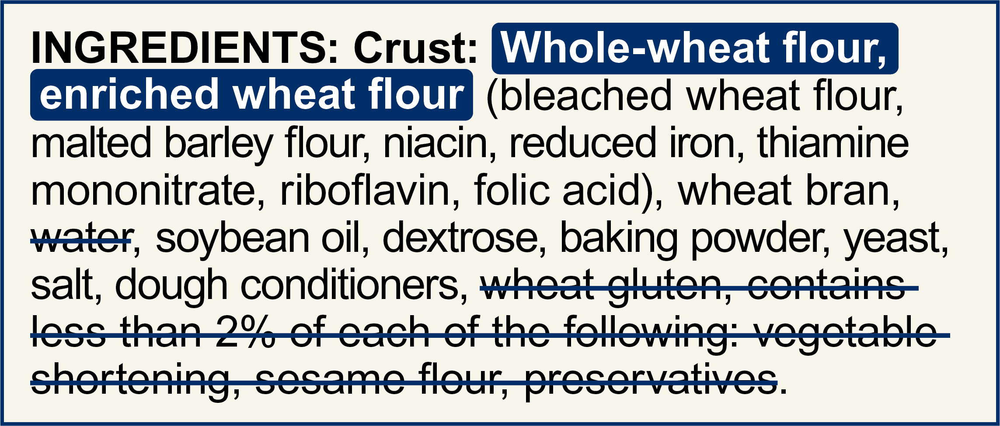 INGREDIENTS: Crust: Whole-wheat flour,
enriched wheat flour (bleached wheat flour,
malted barley flour, niacin, reduced iron, thiamine
mononitrate, riboflavin, folic acid), wheat bran,
water, soybean oil, dextrose, baking powder, yeast,
salt, dough conditioners, wheat gluten, contains
less than 2% of each of the following: vegetable
shortening, sesame flour, preservatives.